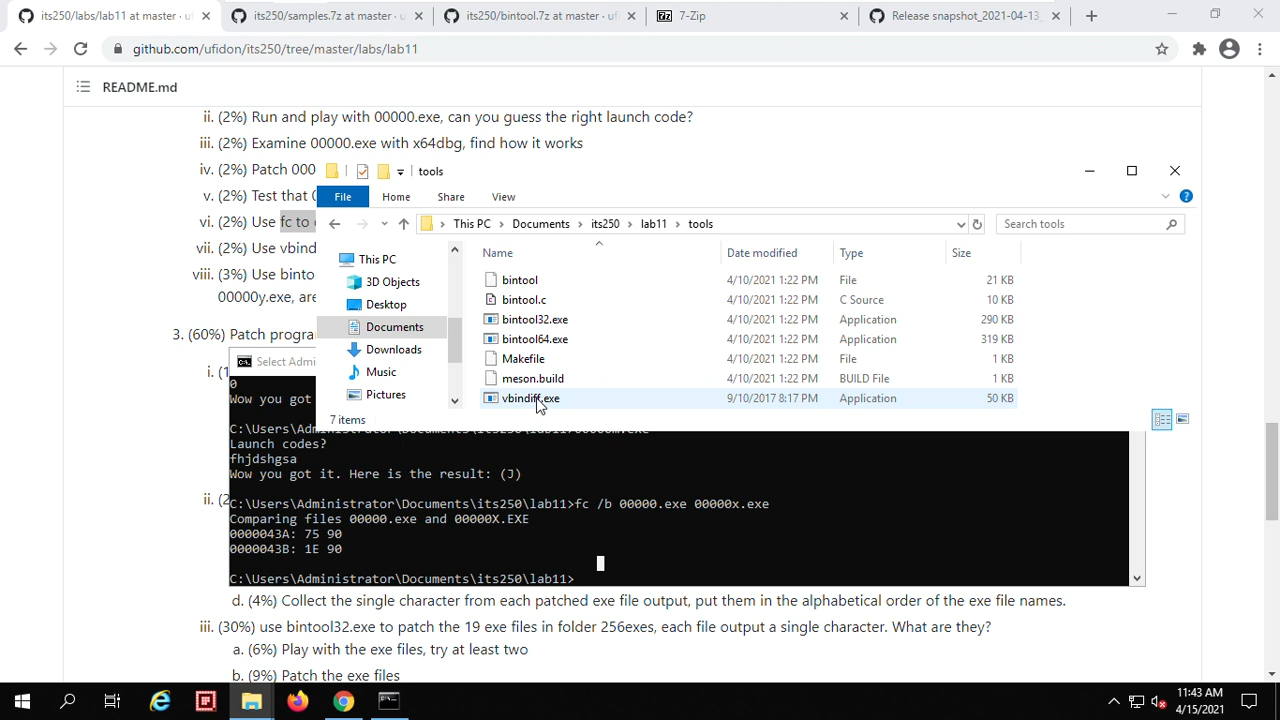 its250/labs/lab11 at master · u
its250/samples.7z at master · u
its250/bintool.7z at master · uf
7-Zip
Release snapshot_2021-04-13_
github.com/ufidon/its250/tree/master/labs/lab11
README.md
ii. (2%) Run and play with 00000.exe, can you guess the right launch code?
iii. (2%) Examine 00000.exe with x64dbg, find how it works
iv. (2%) Patch 000
v. (2%) Test that
vi. (2%) Use fc to
vii. (2%) Use vbind
viii. (3%) Use binto
00000y.exe, are
3. (60%) Patch progra
i. (1
ii. (2
tools
File Home Share View
This PC > Documents > its250 > lab11 > tools
Search tools
This PC
3D Objects
Desktop
Documents
Downloads
Music
Pictures
Name Date modified Type Size
bintool 4/10/2021 1:22 PM File 21 KB
bintool.c 4/10/2021 1:22 PM C Source 10 KB
bintool32.exe 4/10/2021 1:22 PM Application 290 KB
bintool64.exe 4/10/2021 1:22 PM Application 319 KB
Makefile 4/10/2021 1:22 PM File 1 KB
meson.build 4/10/2021 1:22 PM BUILD File 1 KB
vbindiff.exe 9/10/2017 8:17 PM Application 50 KB
7 items
Select Admi
0
Wow you got
Launch codes?
fhjdshgsa
Wow you got it. Here is the result: (J)
C:\Users\Administrator\Documents\its250\lab11>fc /b 00000.exe 00000x.exe
Comparing files 00000.exe and 00000X.EXE
0000043A: 75 90
0000043B: 1E 90
C:\Users\Administrator\Documents\its250\lab11>
d. (4%) Collect the single character from each patched exe file output, put them in the alphabetical order of the exe file names.
iii. (30%) use bintool32.exe to patch the 19 exe files in folder 256exes, each file output a single character. What are they?
a. (6%) Play with the exe files, try at least two
b. (9%) Patch the exe files
11:43 AM
4/15/2021